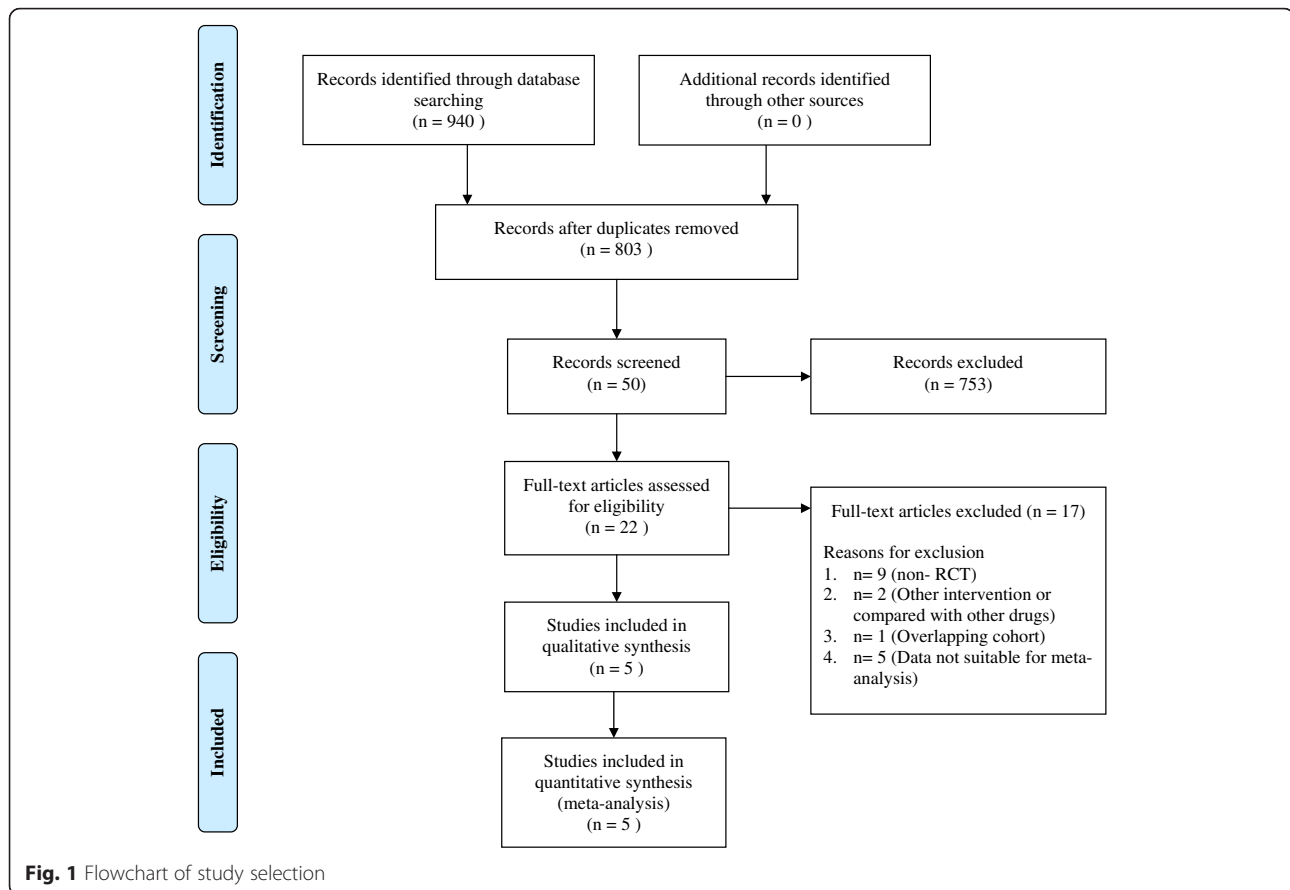 Identification
Records identified through database
searching
(n = 940 )
Additional records identified
through other sources
(n = 0 )
Records after duplicates removed
(n = 803 )
Screening
Records screened
(n = 50)
Records excluded
(n = 753)
Eligibility
Full-text articles assessed
for eligibility
(n = 22 )
Full-text articles excluded (n = 17)
Reasons for exclusion
1. n= 9 (non- RCT)
2. n= 2 (Other intervention or
compared with other drugs)
3. n= 1 (Overlapping cohort)
4. n= 5 (Data not suitable for meta-
analysis)
Studies included in
qualitative synthesis
(n = 5 )
Included
Studies included in
quantitative synthesis
(meta-analysis)
(n = 5 )
Fig. 1 Flowchart of study selection